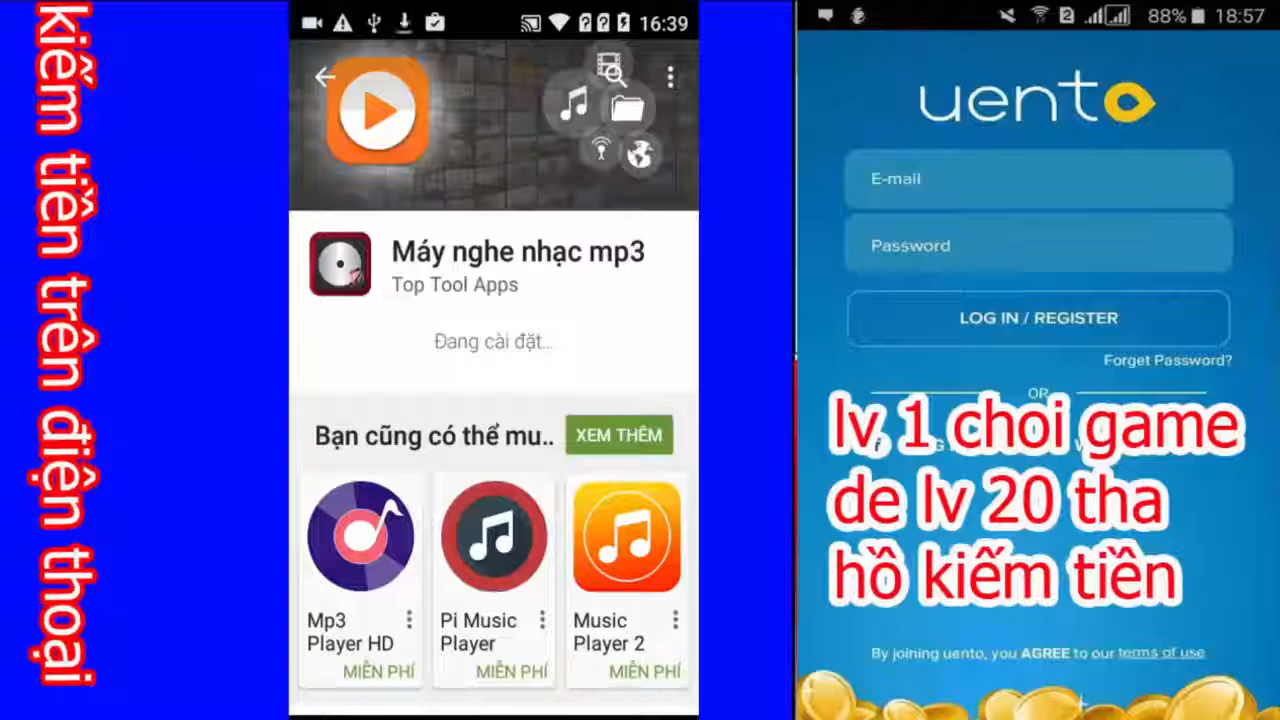 kiếm tiền trên điện thoại
16:39
Máy nghe nhạc mp3
Top Tool Apps
Đang cài đặt...
Bạn cũng có thể mu..
XEM THÊM
Mp3
Player HD
MIỄN PHÍ
Pi Music
Player
MIỄN PHÍ
Music
Player 2
MIỄN PHÍ
2
88%
18:57
uento
E-mail
Password
LOG IN / REGISTER
Forget Password?
OR
lv 1 choi game
de lv 20 tha
hồ kiếm tiền
By joining uento, you AGREE to our terms of use